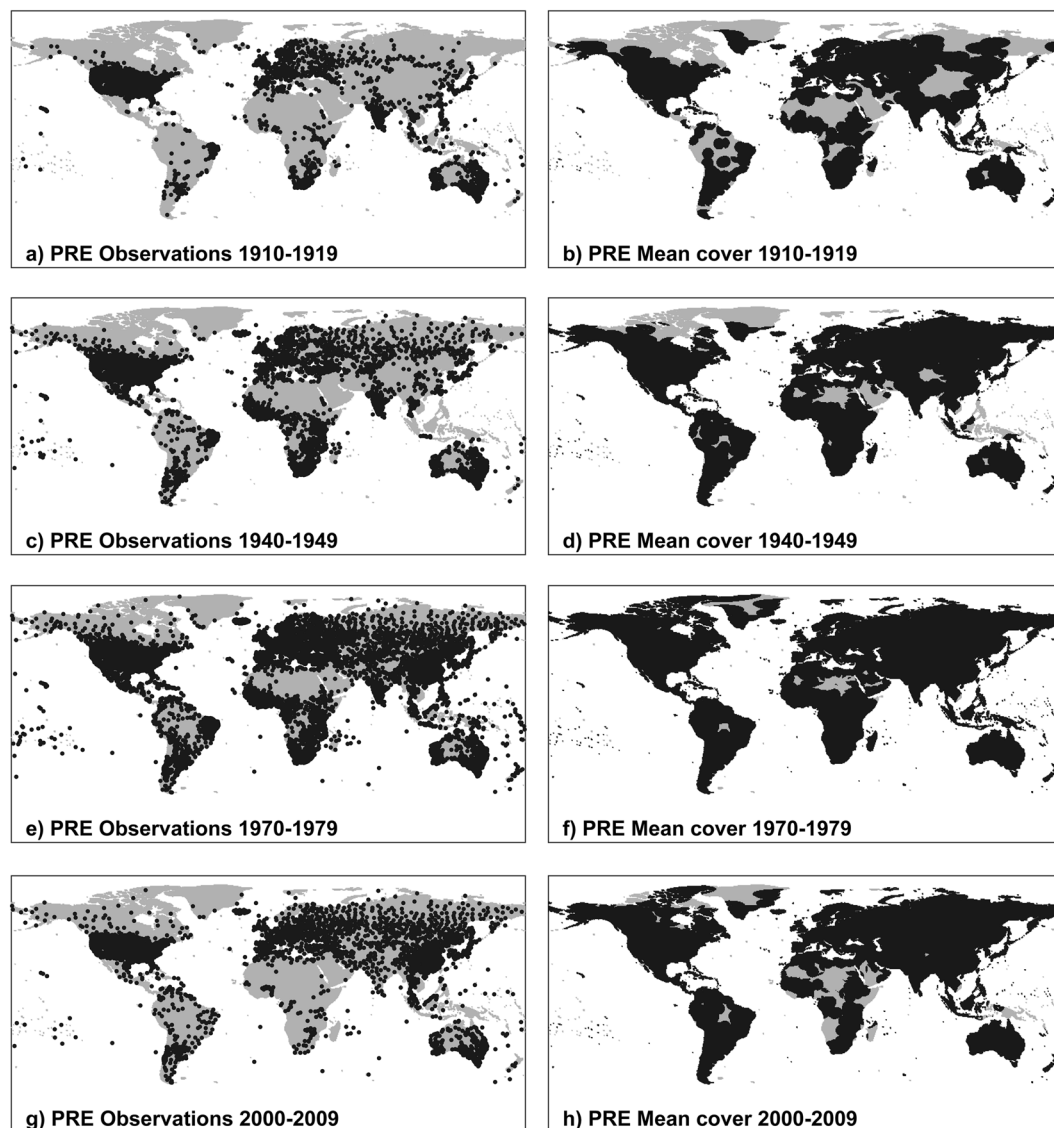 a) PRE Observations 1910-1919
b) PRE Mean cover 1910-1919
c) PRE Observations 1940-1949
d) PRE Mean cover 1940-1949
e) PRE Observations 1970-1979
f) PRE Mean cover 1970-1979
g) PRE Observations 2000-2009
h) PRE Mean cover 2000-2009